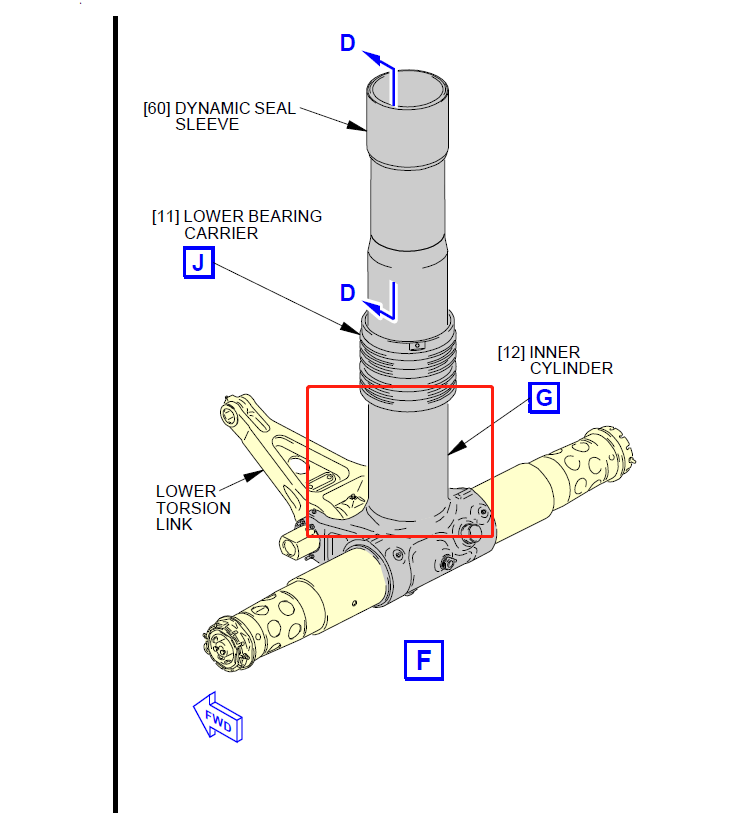 D
[60] DYNAMIC SEAL
SLEEVE
[11] LOWER BEARING
CARRIER
J
D
[12] INNER
CYLINDER
G
LOWER
TORSION
LINK
F
FWD